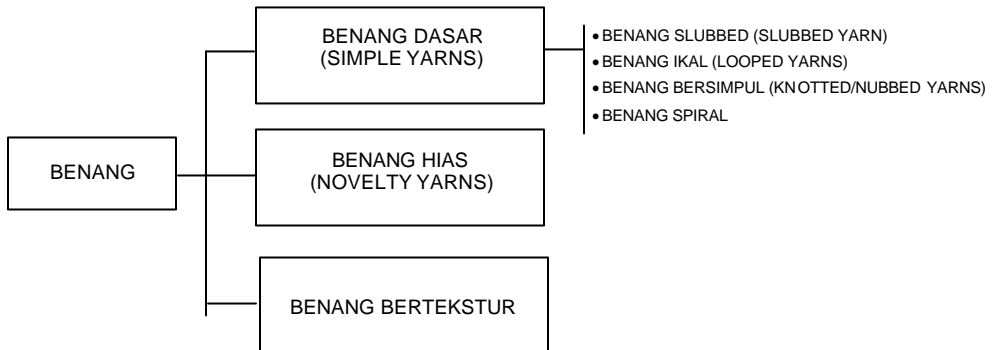 BENANG
BENANG DASAR
(SIMPLE YARNS)
• BENANG SLUBBED (SLUBBED YARN)
• BENANG IKAL (LOOPED YARNS)
• BENANG BERSIMPUL (KNOTTED/NUBBED YARNS)
• BENANG SPIRAL
BENANG HIAS
(NOVELTY YARNS)
BENANG BERTEKSTUR